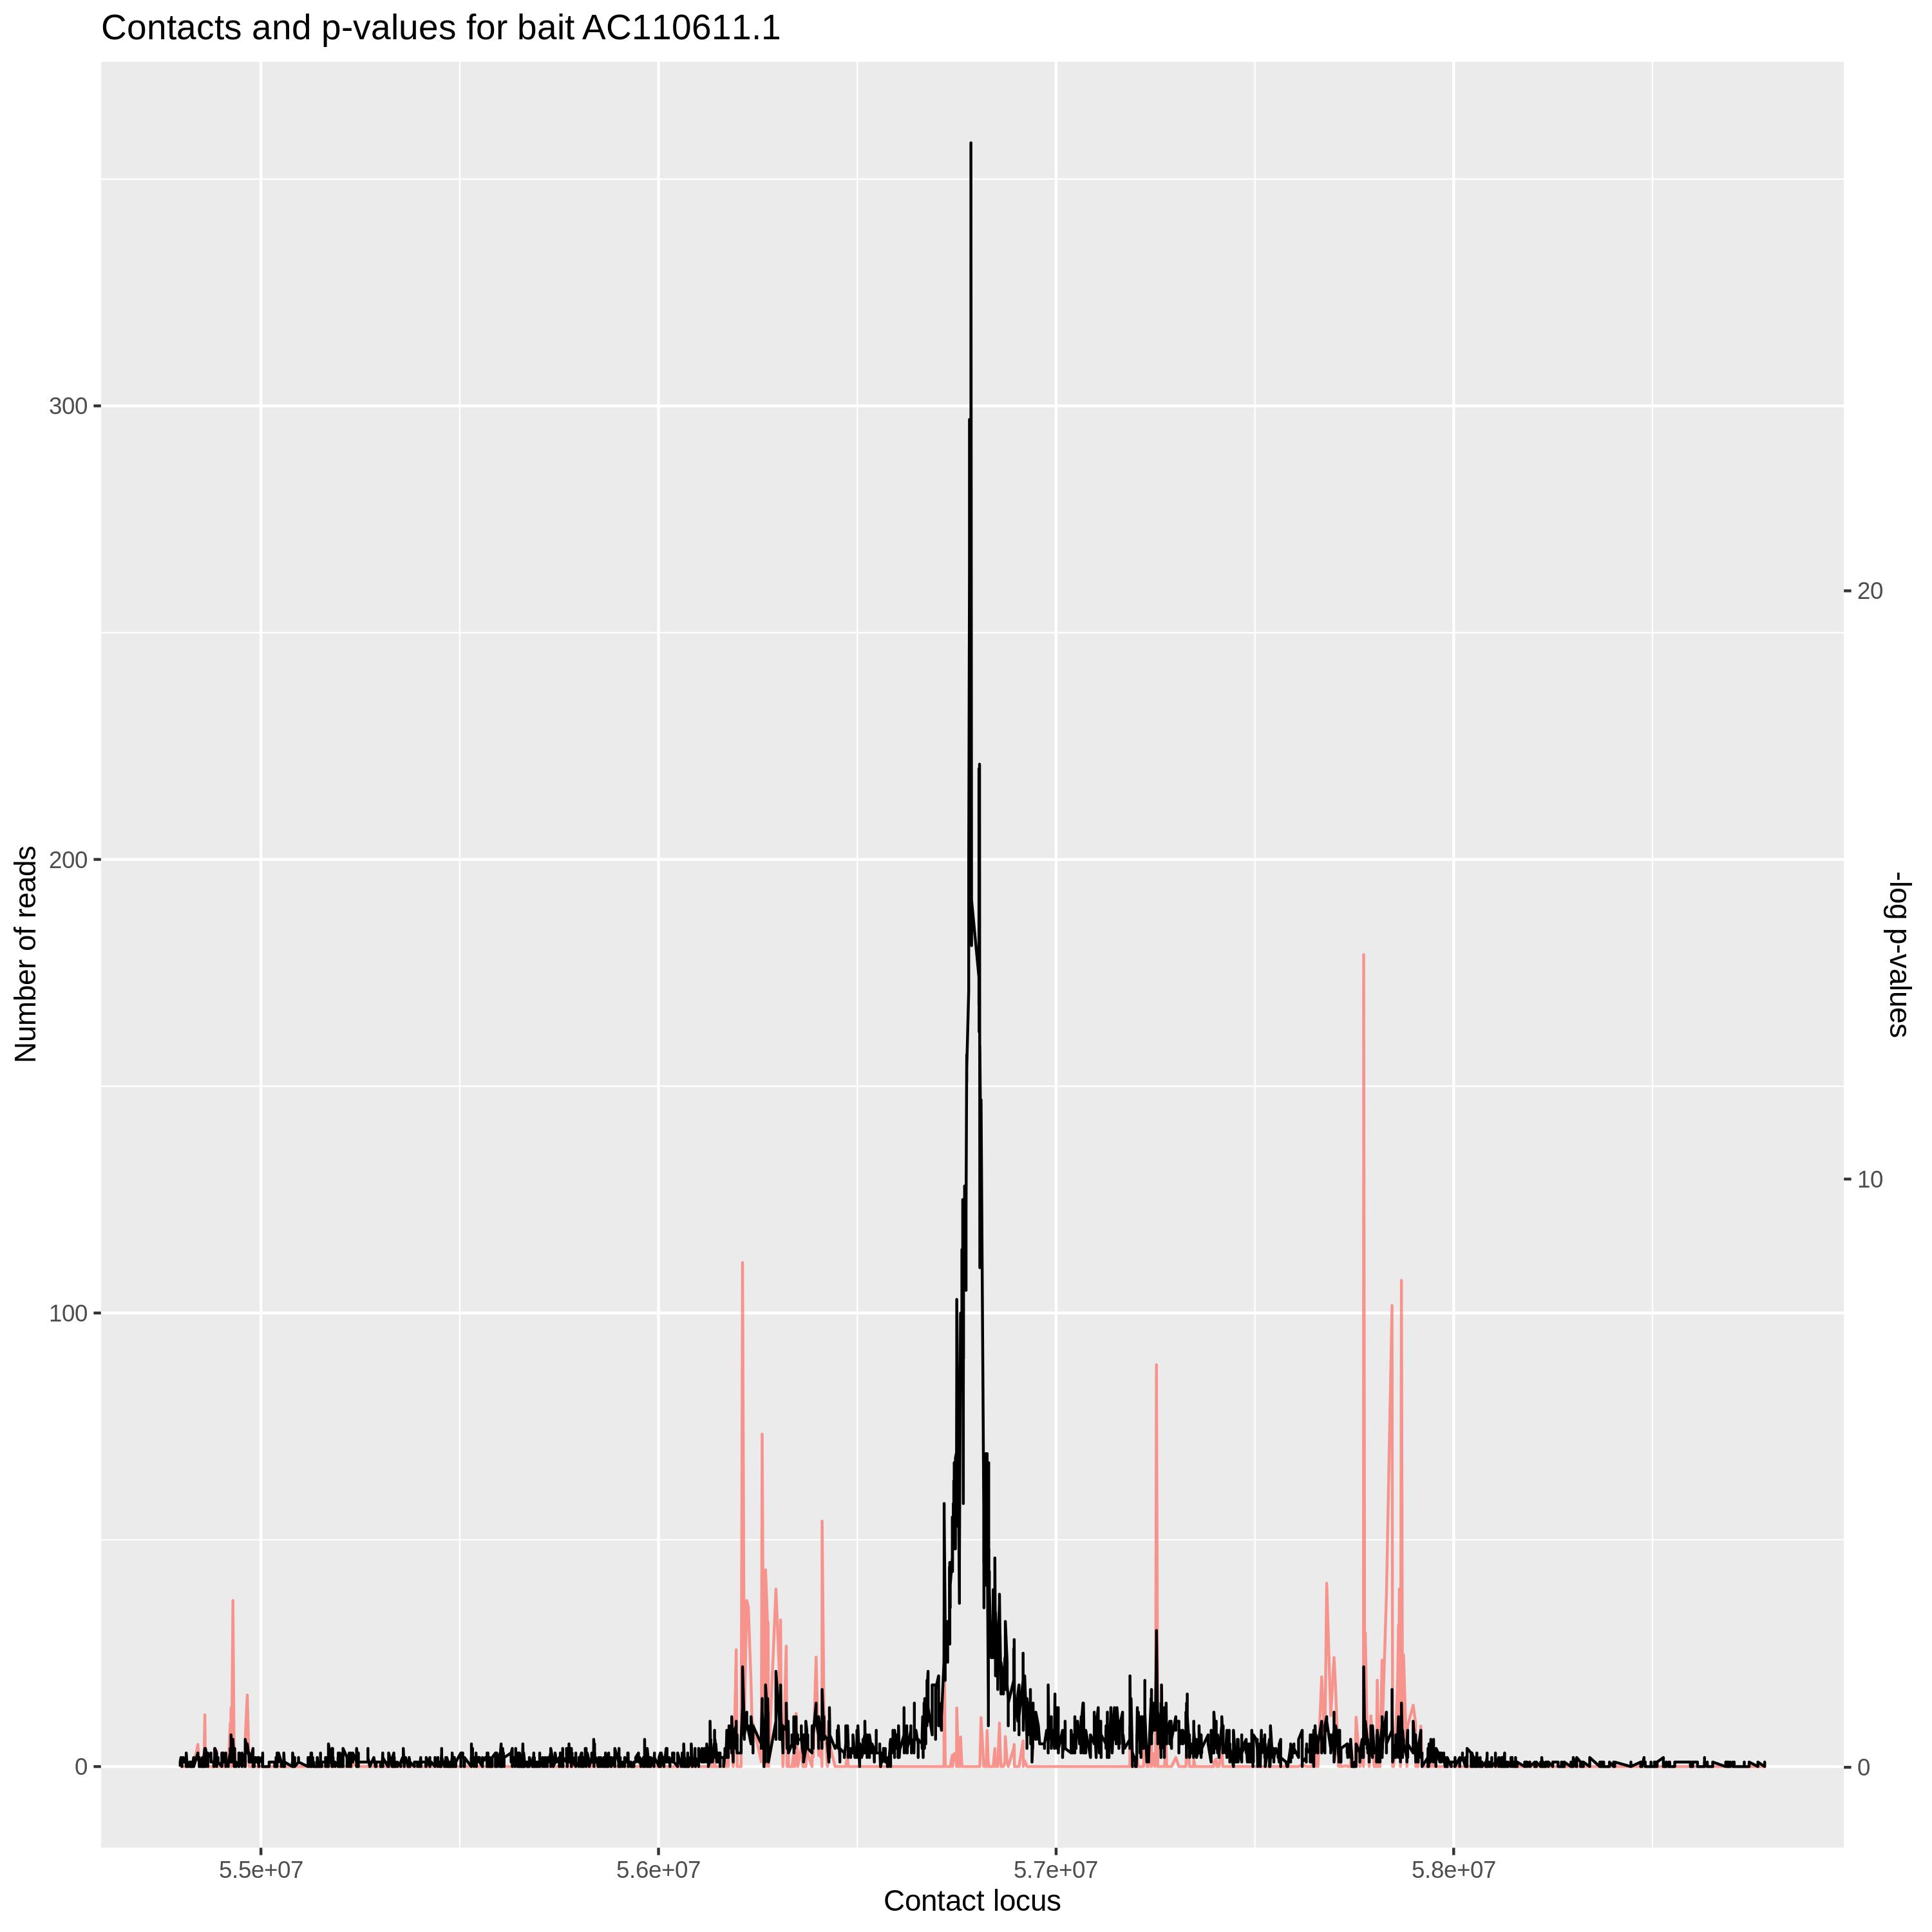 Contacts and p-values for bait AC110611.1
300
200
100
0
Number of reads
20
10
0
-log p-values
5.5e+07
5.6e+07
5.7e+07
5.8e+07
Contact locus